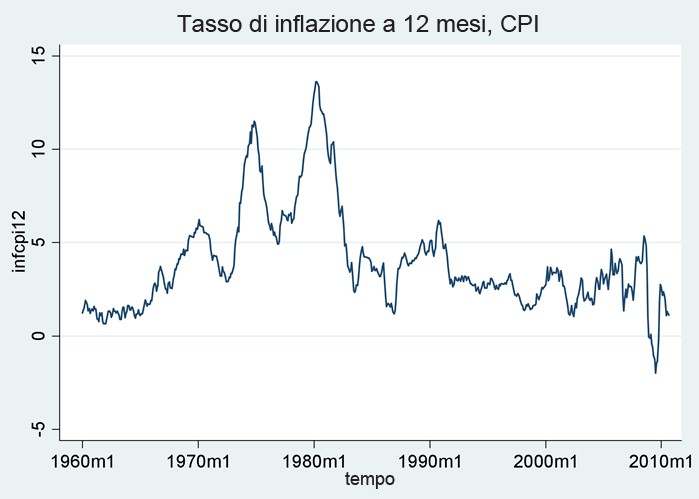 Tasso di inflazione a 12 mesi, CPI
15
10
5
0
-5
infcpi12
1960m1 1970m1 1980m1 1990m1 2000m1 2010m1
tempo